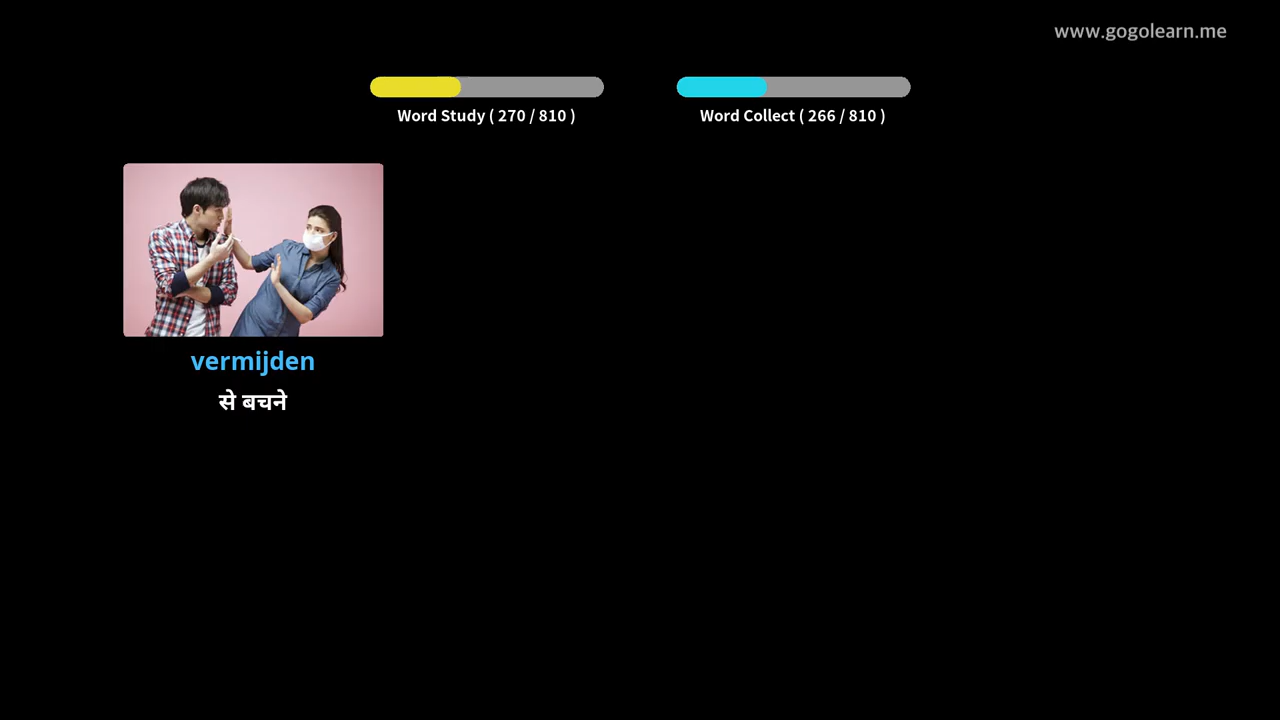 www.gogolearn.me
Word Study ( 270 / 810 )
Word Collect ( 266 / 810 )
vermijden
से बचने